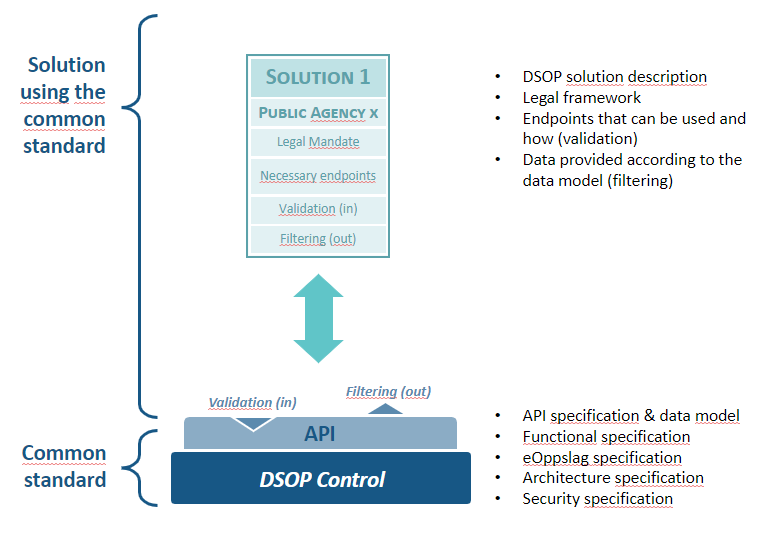 Solution
using the
common
standard
SOLUTION 1
PUBLIC AGENCY X
Legal Mandate
Necessary endpoints
Validation (in)
Filtering (out)
• DSOP solution description
• Legal framework
• Endpoints that can be used and
how (validation)
• Data provided according to the
data model (filtering)
Validation (in)
Filtering (out)
API
DSOP Control
Common
standard
• API specification & data model
• Functional specification
• eOppslag specification
• Architecture specification
• Security specification